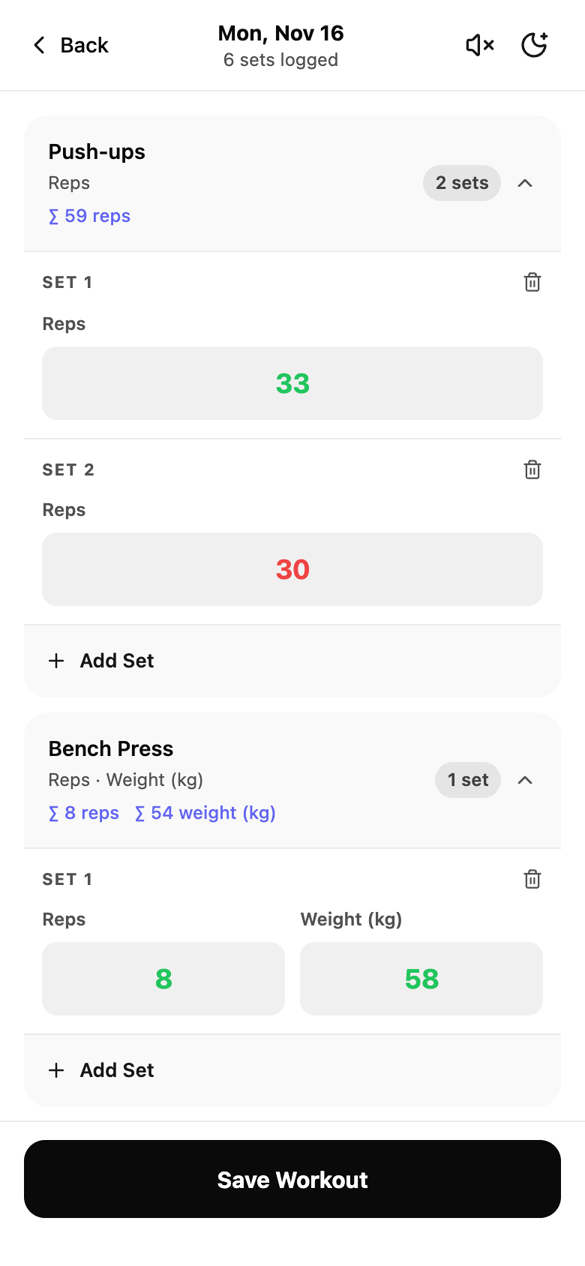 Back
Mon, Nov 16
6 sets logged
Push-ups
Reps
2 sets
∑ 59 reps
SET 1
Reps
33
SET 2
Reps
30
+ Add Set
Bench Press
Reps · Weight (kg)
1 set
∑ 8 reps ∑ 54 weight (kg)
SET 1
Reps Weight (kg)
8 58
+ Add Set
Save Workout